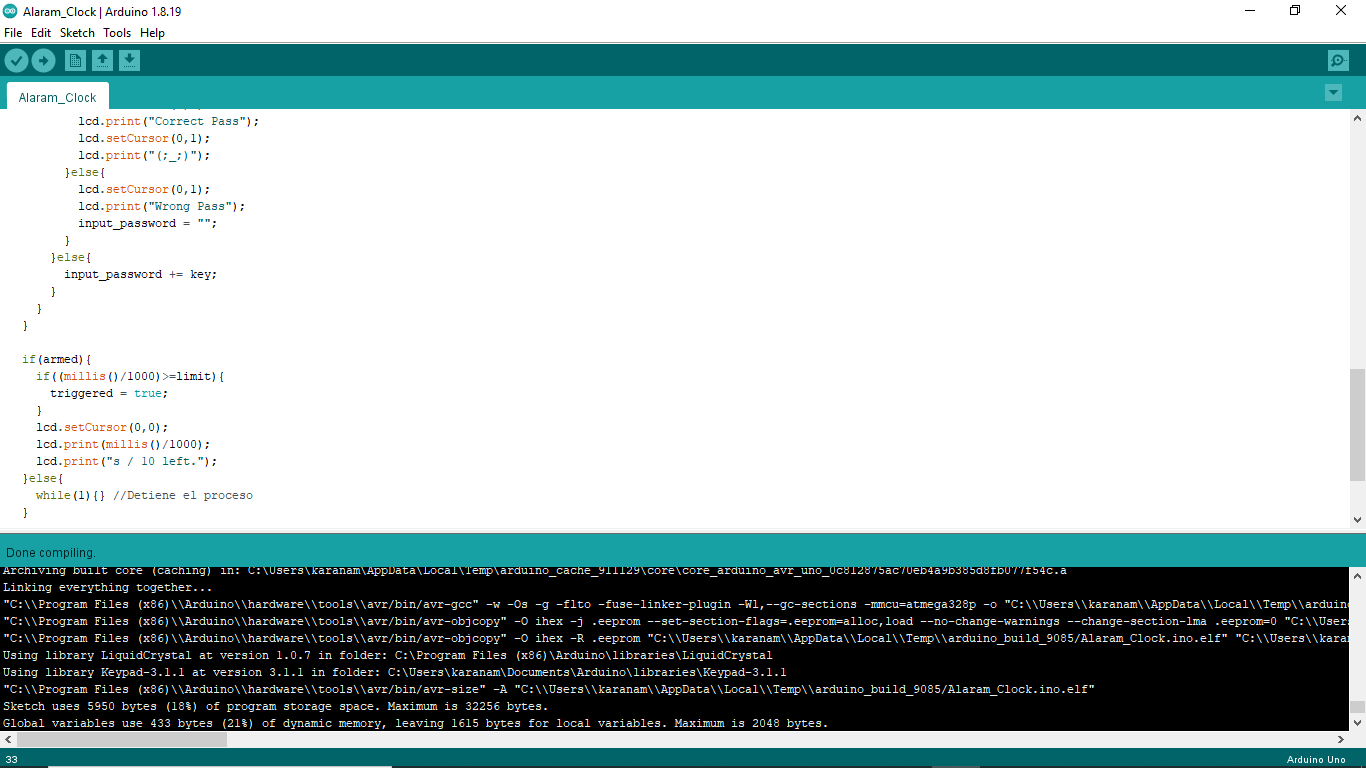 Alaram_Clock | Arduino 1.8.19
File Edit Sketch Tools Help
Alaram_Clock
lcd.print("Correct Pass");
lcd.setCursor(0,1);
lcd.print("(;_;)");
}else{
lcd.setCursor(0,1);
lcd.print("Wrong Pass");
input_password = "";
}
}else{
input_password += key;
}
}
}
if(armed){
if((millis()/1000)>=limit){
triggered = true;
}
lcd.setCursor(0,0);
lcd.print(millis()/1000);
lcd.print("s / 10 left.");
}else{
while(1){} //Detiene el proceso
}
Done compiling.
Archiving built core (caching) in: C:\Users\karanam\AppData\Local\Temp\arduino_cache_911129\core\core_arduino_avr_uno_0c812875ac70eb4a9b385d8fb077f54c.a
Linking everything together...
"C:\\Program Files (x86)\\Arduino\\hardware\\tools\\avr/bin/avr-gcc" -w -Os -g -flto -fuse-linker-plugin -Wl,--gc-sections -mmcu=atmega328p -o "C:\\Users\\karanam\\AppData\\Local\\Temp\\arduin
"C:\\Program Files (x86)\\Arduino\\hardware\\tools\\avr/bin/avr-objcopy" -O ihex -j .eeprom --set-section-flags=.eeprom=alloc,load --no-change-warnings --change-section-lma .eeprom=0 "C:\\Users
"C:\\Program Files (x86)\\Arduino\\hardware\\tools\\avr/bin/avr-objcopy" -O ihex -R .eeprom "C:\\Users\\karanam\\AppData\\Local\\Temp\\arduino_build_9085/Alaram_Clock.ino.elf" "C:\\Users\\kara
Using library LiquidCrystal at version 1.0.7 in folder: C:\Program Files (x86)\Arduino\libraries\LiquidCrystal
Using library Keypad-3.1.1 at version 3.1.1 in folder: C:\Users\karanam\Documents\Arduino\libraries\Keypad-3.1.1
"C:\\Program Files (x86)\\Arduino\\hardware\\tools\\avr/bin/avr-size" -A "C:\\Users\\karanam\\AppData\\Local\\Temp\\arduino_build_9085/Alaram_Clock.ino.elf"
Sketch uses 5950 bytes (18%) of program storage space. Maximum is 32256 bytes.
Global variables use 433 bytes (21%) of dynamic memory, leaving 1615 bytes for local variables. Maximum is 2048 bytes.
33
Arduino Uno